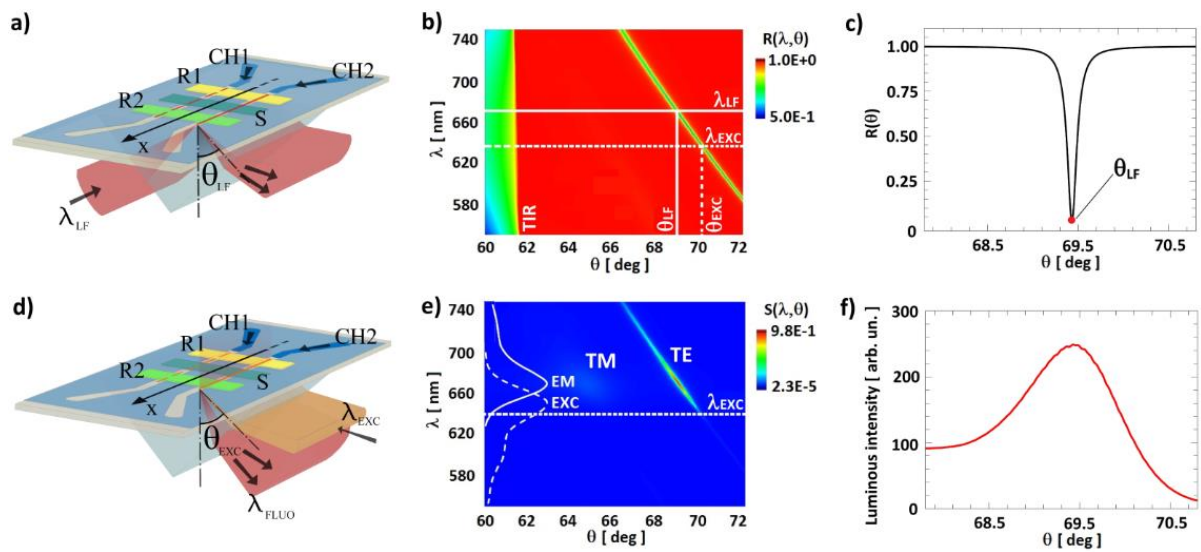 a)
CH1
CH2
R1
R2
S
x
θLF
λLF
b)
740
700
660
620
580
λ [ nm ]
R(λ,θ)
1.0E+0
5.0E-1
λLF
λEXC
TIR
θLF
θEXC
60 62 64 66 68 70 72
θ [ deg ]
c)
1.00
0.75
0.50
0.25
0
R(θ)
θLF
68.5 69.5 70.5
θ [ deg ]
d)
CH1
CH2
R1
R2
S
x
θEXC
λEXC
λFLUO
e)
740
700
660
620
580
λ [ nm ]
S(λ,θ)
9.8E-1
2.3E-5
TM
TE
EM
EXC
λEXC
60 62 64 66 68 70 72
θ [ deg ]
f)
300
200
100
0
Luminous intensity [ arb. un. ]
68.5 69.5 70.5
θ [ deg ]